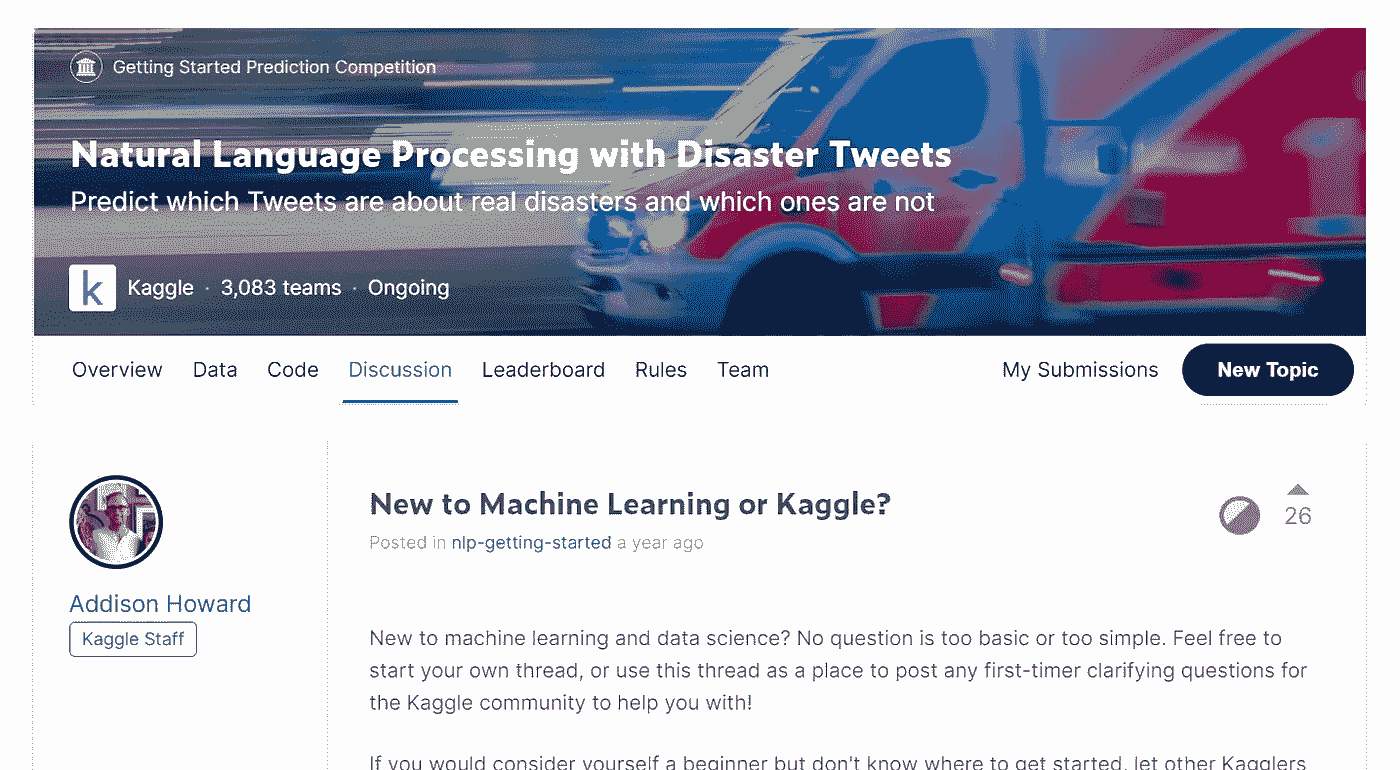 Getting Started Prediction Competition
Natural Language Processing with Disaster Tweets
Predict which Tweets are about real disasters and which ones are not
k Kaggle · 3,083 teams · Ongoing
Overview Data Code Discussion Leaderboard Rules Team My Submissions New Topic
New to Machine Learning or Kaggle?
26
Posted in nlp-getting-started a year ago
Addison Howard
Kaggle Staff
New to machine learning and data science? No question is too basic or too simple. Feel free to
start your own thread, or use this thread as a place to post any first-timer clarifying questions for
the Kaggle community to help you with!
If you would consider yourself a beginner but don't know where to get started, let other Kagglers